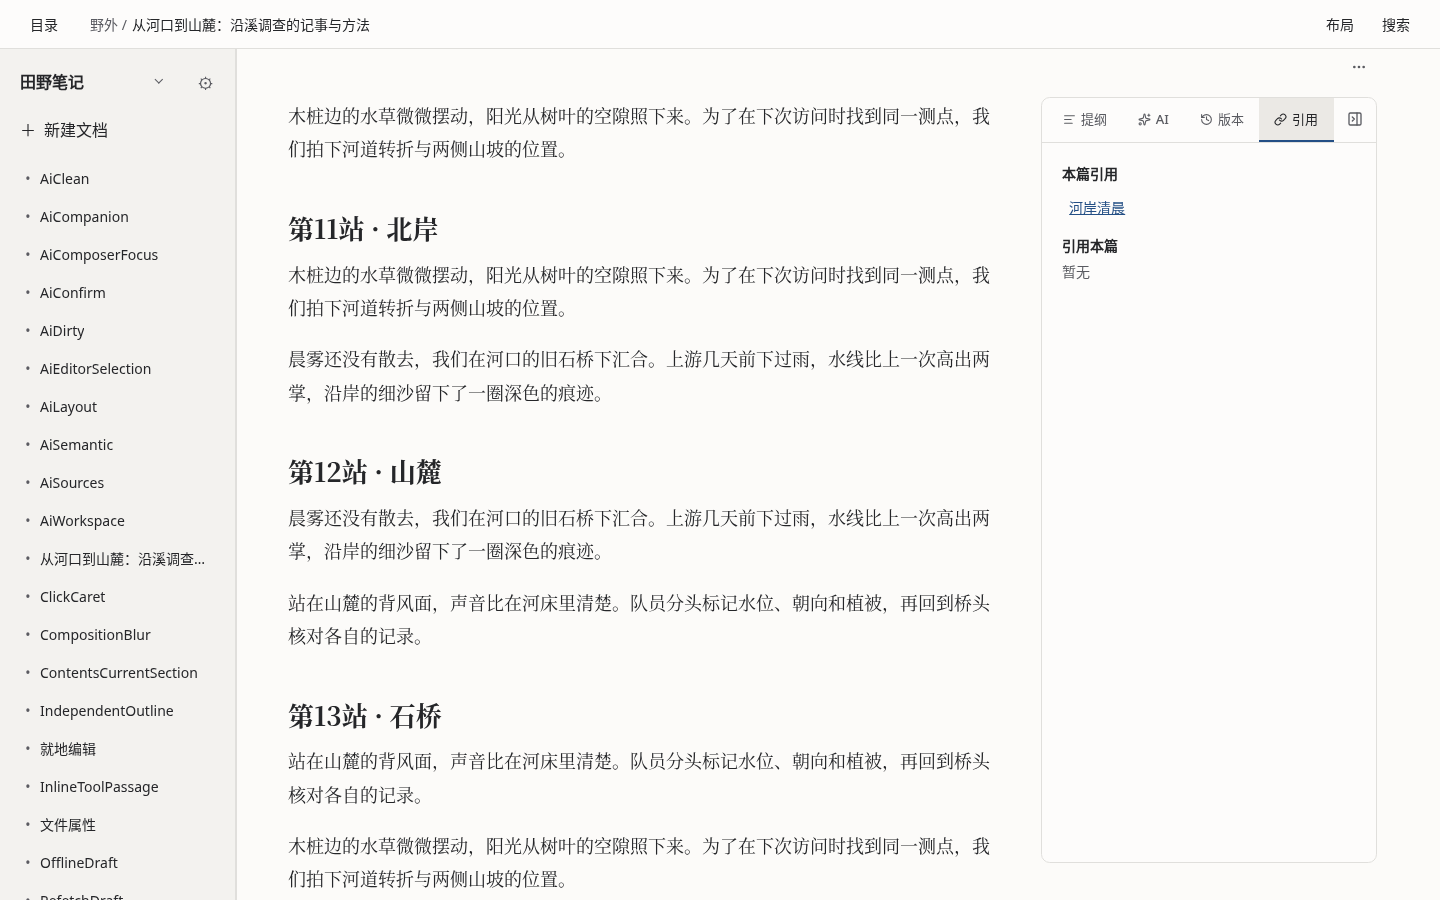 目录
野外 / 从河口到山麓：沿溪调查的记事与方法
布局
搜索
田野笔记
新建文档
AiClean
AiCompanion
AiComposerFocus
AiConfirm
AiDirty
AiEditorSelection
AiLayout
AiSemantic
AiSources
AiWorkspace
从河口到山麓：沿溪调查...
ClickCaret
CompositionBlur
ContentsCurrentSection
IndependentOutline
就地编辑
InlineToolPassage
文件属性
OfflineDraft
RefetchDraft
木桩边的水草微微摆动，阳光从树叶的空隙照下来。为了在下次访问时找到同一测点，我
们拍下河道转折与两侧山坡的位置。
第11站 · 北岸
木桩边的水草微微摆动，阳光从树叶的空隙照下来。为了在下次访问时找到同一测点，我
们拍下河道转折与两侧山坡的位置。
晨雾还没有散去，我们在河口的旧石桥下汇合。上游几天前下过雨，水线比上一次高出两
掌，沿岸的细沙留下了一圈深色的痕迹。
第12站 · 山麓
晨雾还没有散去，我们在河口的旧石桥下汇合。上游几天前下过雨，水线比上一次高出两
掌，沿岸的细沙留下了一圈深色的痕迹。
站在山麓的背风面，声音比在河床里清楚。队员分头标记水位、朝向和植被，再回到桥头
核对各自的记录。
第13站 · 石桥
站在山麓的背风面，声音比在河床里清楚。队员分头标记水位、朝向和植被，再回到桥头
核对各自的记录。
木桩边的水草微微摆动，阳光从树叶的空隙照下来。为了在下次访问时找到同一测点，我
们拍下河道转折与两侧山坡的位置。
提纲
AI
版本
引用
本篇引用
河岸清晨
引用本篇
暂无